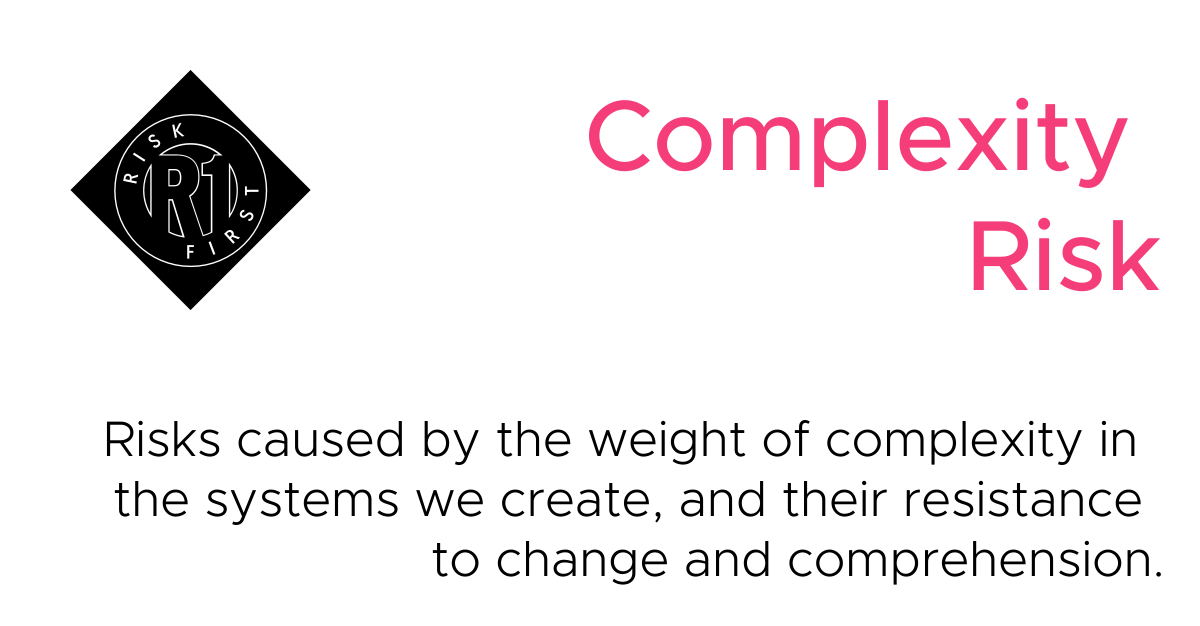 RISK
R1
FIRST
Complexity
Risk
Risks caused by the weight of complexity in
the systems we create, and their resistance
to change and comprehension.